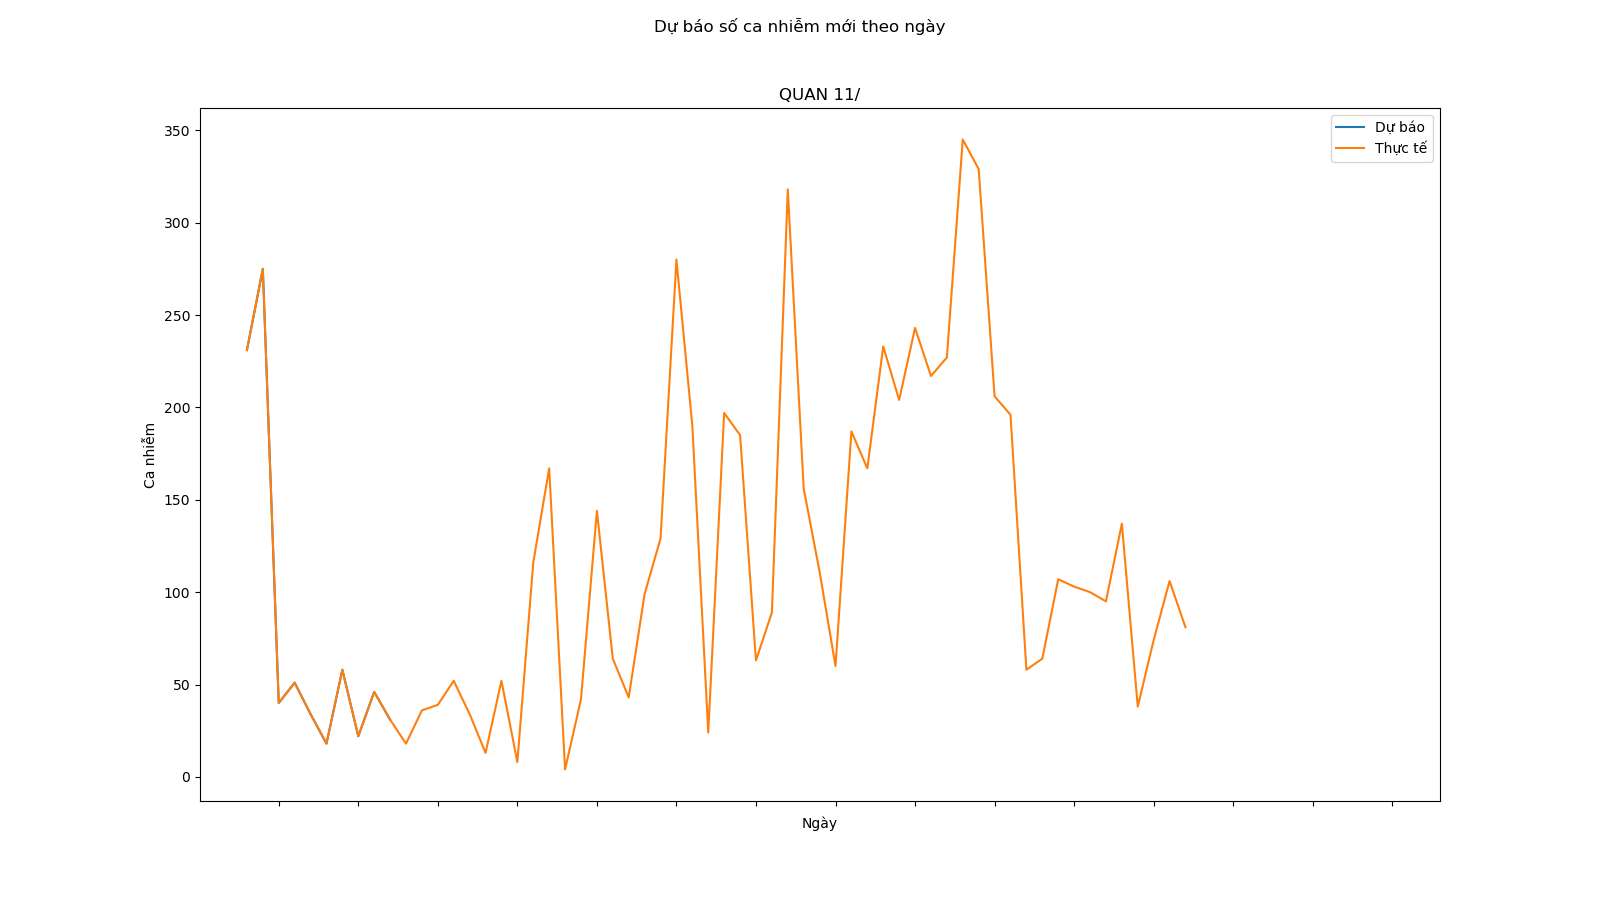 Dự báo số ca nhiễm mới theo ngày
QUAN 11/
Dự báo
Thực tế
350
300
250
200
150
100
50
0
Ca nhiễm
Ngày